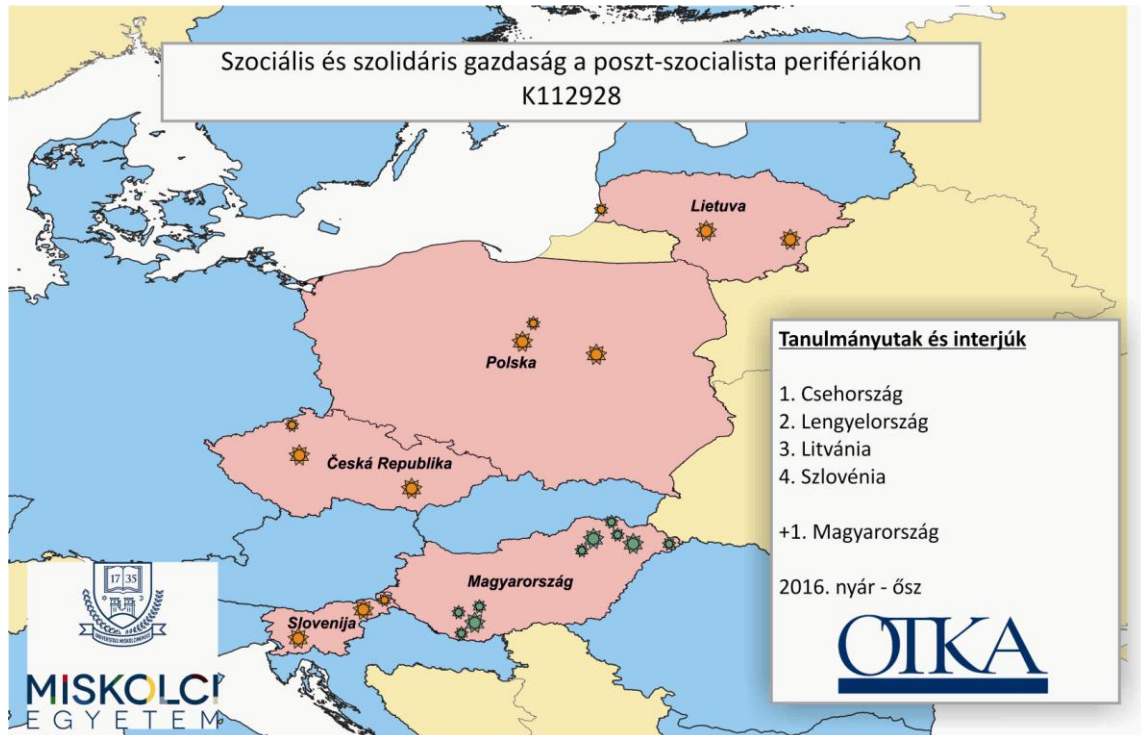 Szociális és szolidáris gazdaság a poszt-szocialista perifériákon
K112928
Lietuva
Polska
Česká Republika
Magyarország
Slovenija
Tanulmányutak és interjúk
1. Csehország
2. Lengyelország
3. Litvánia
4. Szlovénia
+1. Magyarország
2016. nyár - ősz
OTKA
17 35
MISKOLCI
EGYETEM